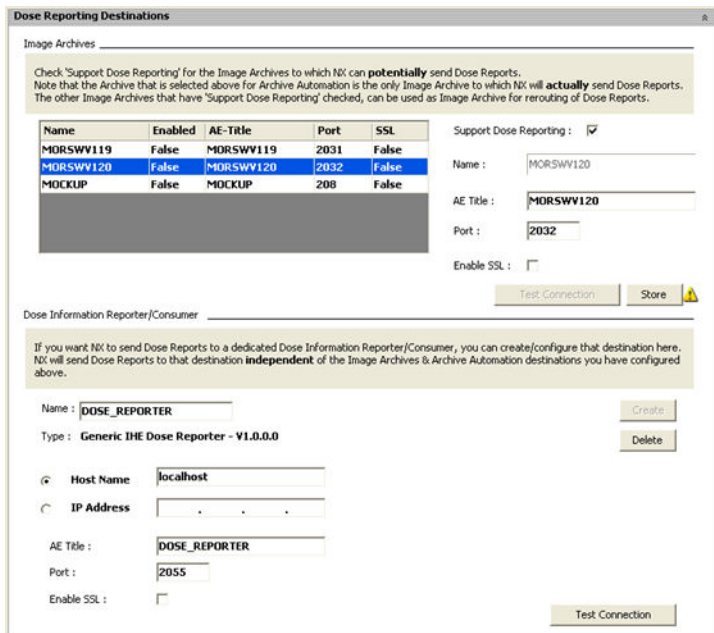 Dose Reporting Destinations
Image Archives
Check 'Support Dose Reporting' for the Image Archives to which NX can potentially send Dose Reports.
Note that the Archive that is selected above for Archive Automation is the only Image Archive to which NX will actually send Dose Reports.
The other Image Archives that have 'Support Dose Reporting' checked, can be used as Image Archive for rerouting of Dose Reports.
Name Enabled AE-Title Port SSL
MORSWV119 False MORSWV119 2031 False
MORSWV120 False MORSWV120 2032 False
MOCKUP False MOCKUP 208 False
Support Dose Reporting :
Name : MORSWV120
AE Title : MORSWV120
Port : 2032
Enable SSL :
Test Connection Store
Dose Information Reporter/Consumer
If you want NX to send Dose Reports to a dedicated Dose Information Reporter/Consumer, you can create/configure that destination here.
NX will send Dose Reports to that destination independent of the Image Archives & Archive Automation destinations you have configured
above.
Name : DOSE_REPORTER Create
Type : Generic IHE Dose Reporter - V1.0.0.0 Delete
Host Name localhost
IP Address . . .
AE Title : DOSE_REPORTER
Port : 2055
Enable SSL :
Test Connection